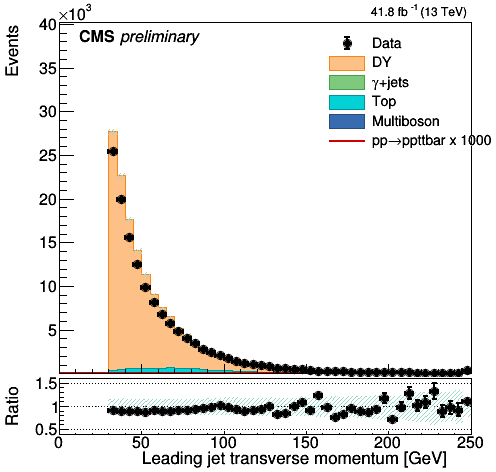 ×10³
41.8 fb⁻¹ (13 TeV)
CMS preliminary
Events
40
35
30
25
20
15
10
5
Data
DY
γ+jets
Top
Multiboson
pp→ppttbar x 1000
Ratio
1.5
1
0.5
0 50 100 150 200 250
Leading jet transverse momentum [GeV]